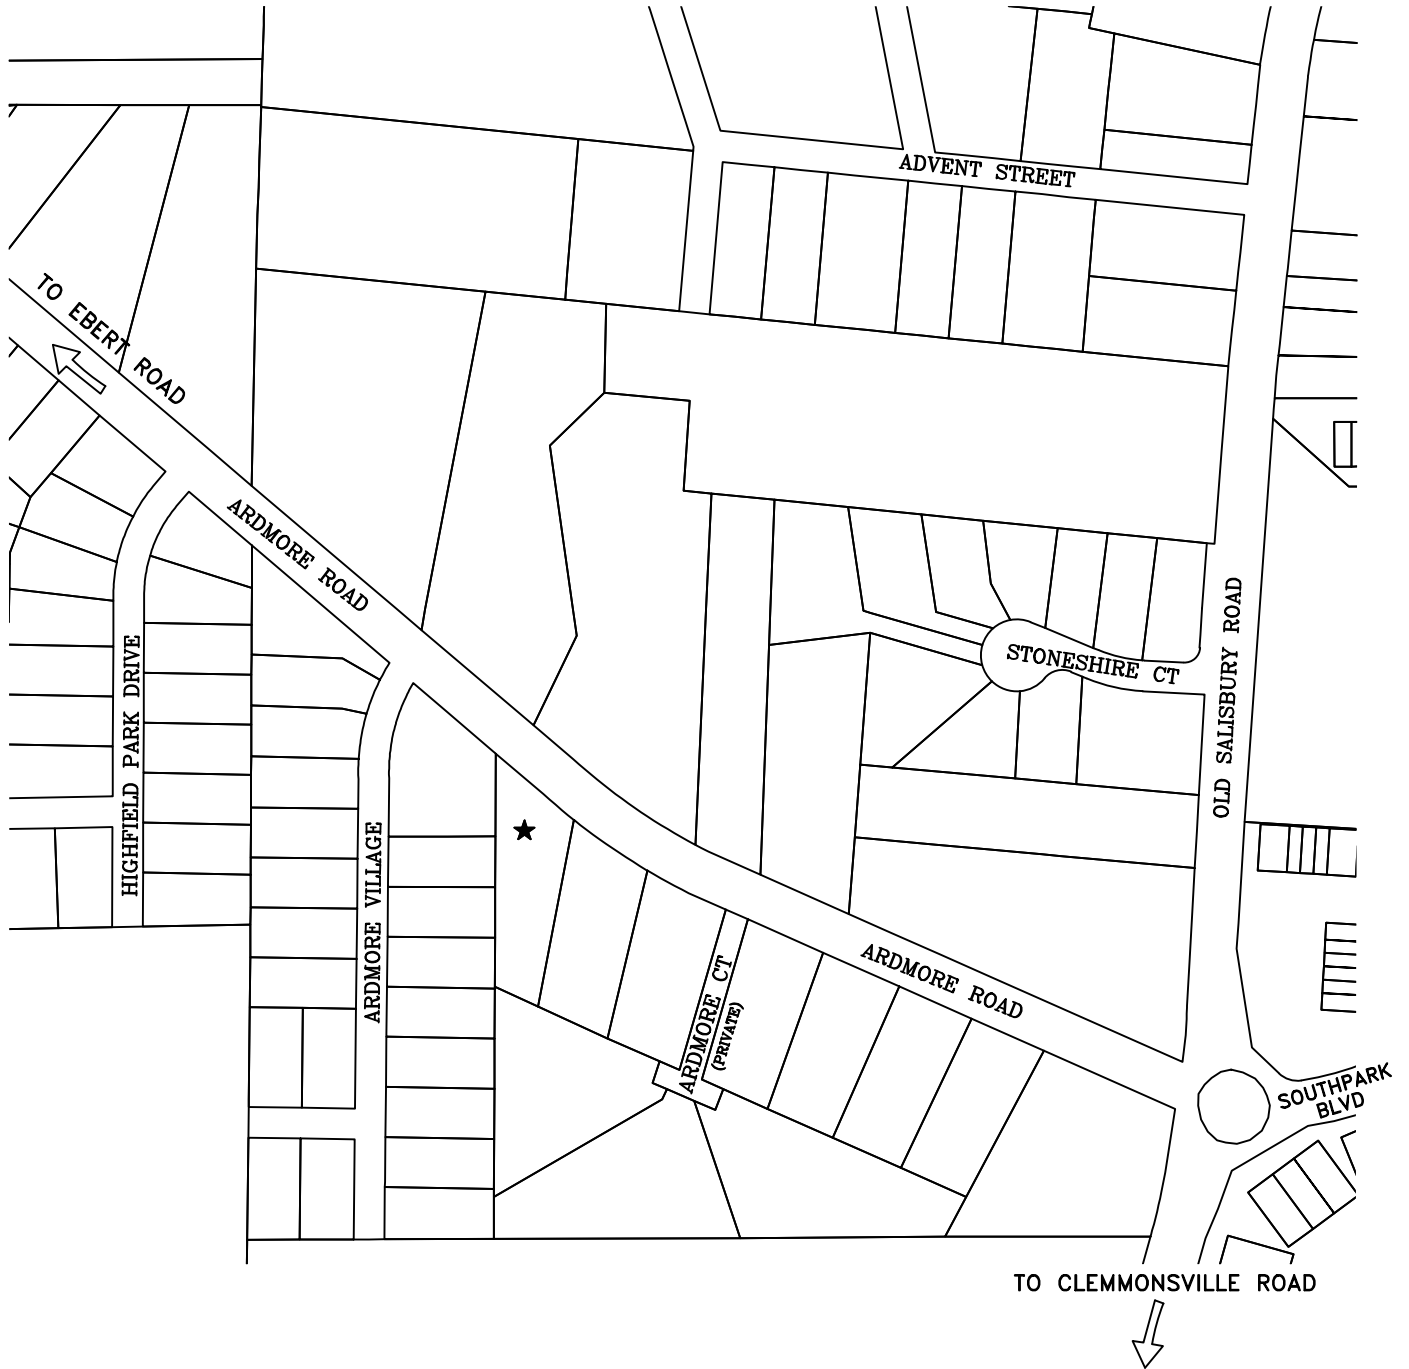 ADVENT STREET
TO EBERT ROAD
ARDMORE ROAD
STONESHIRE CT
OLD SALISBURY ROAD
HIGHFIELD PARK DRIVE
ARDMORE VILLAGE
ARDMORE ROAD
ARDMORE CT
(PRIVATE)
SOUTHPARK
BLVD
TO CLEMMONSVILLE ROAD